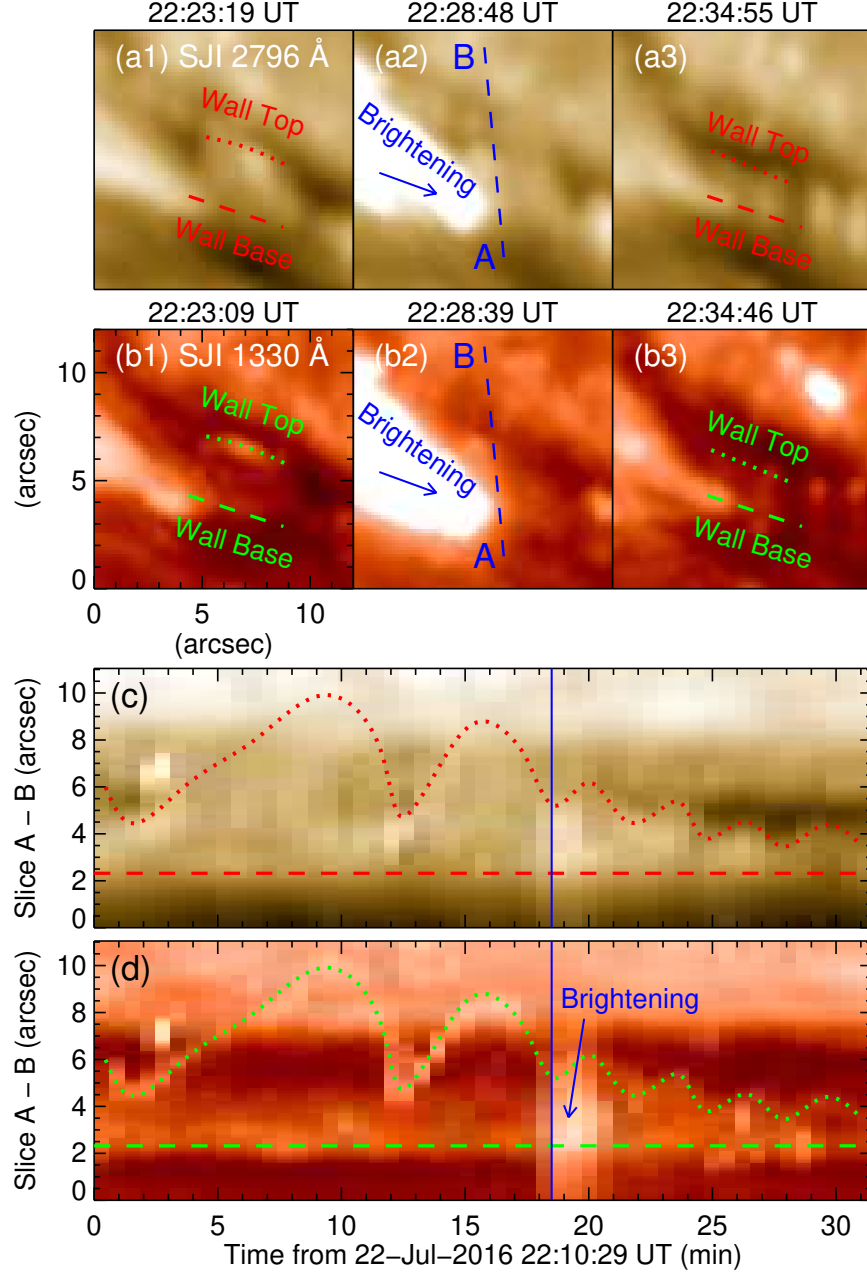 22:23:19 UT 22:28:48 UT 22:34:55 UT
(a1) SJI 2796 Å (a2) B (a3)
Wall Top Brightening Wall Top
Wall Base A Wall Base
22:23:09 UT 22:28:39 UT 22:34:46 UT
(b1) SJI 1330 Å (b2) B (b3)
Wall Top Brightening Wall Top
Wall Base A Wall Base
10
5
0
(arcsec)
0 5 10
(arcsec)
(c)
10
8
6
4
2
0
Slice A − B (arcsec)
(d)
Brightening
10
8
6
4
2
0
Slice A − B (arcsec)
0 5 10 15 20 25 30
Time from 22−Jul−2016 22:10:29 UT (min)